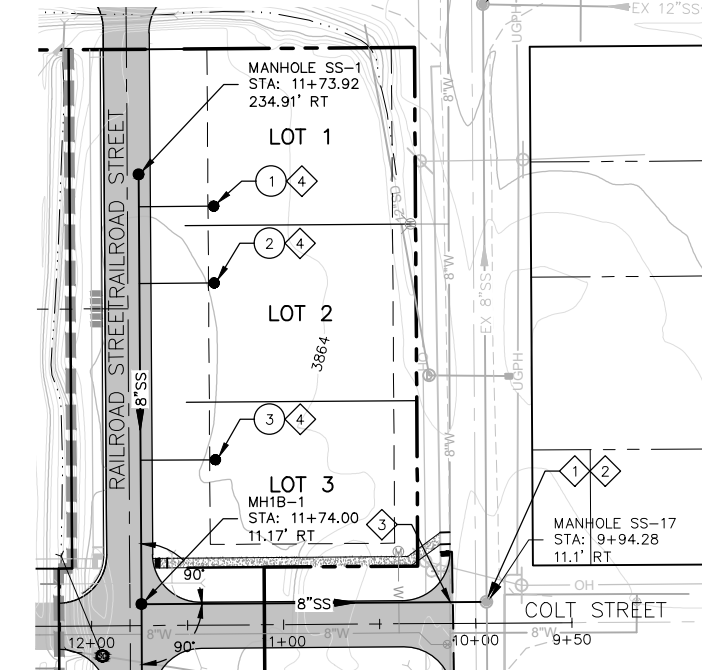 EX 12"SS
UGPH
MANHOLE SS-1
STA: 11+73.92
234.91' RT
8"W
LOT 1
RAILROAD STREET
1
4
2
4
8"W
EX 8"SS
LOT 2
3864
8"SS
UGPH
OH
RAILROAD STREET
3
4
8"W
LOT 3
MH1B-1
STA: 11+74.00
11.17' RT
3
1
2
MANHOLE SS-17
STA: 9+94.28
11.1' RT
90°
W
OH
8"SS
COLT STREET
12+00
8"W
90°
11+00
8"W
10+00
8"W
9+50